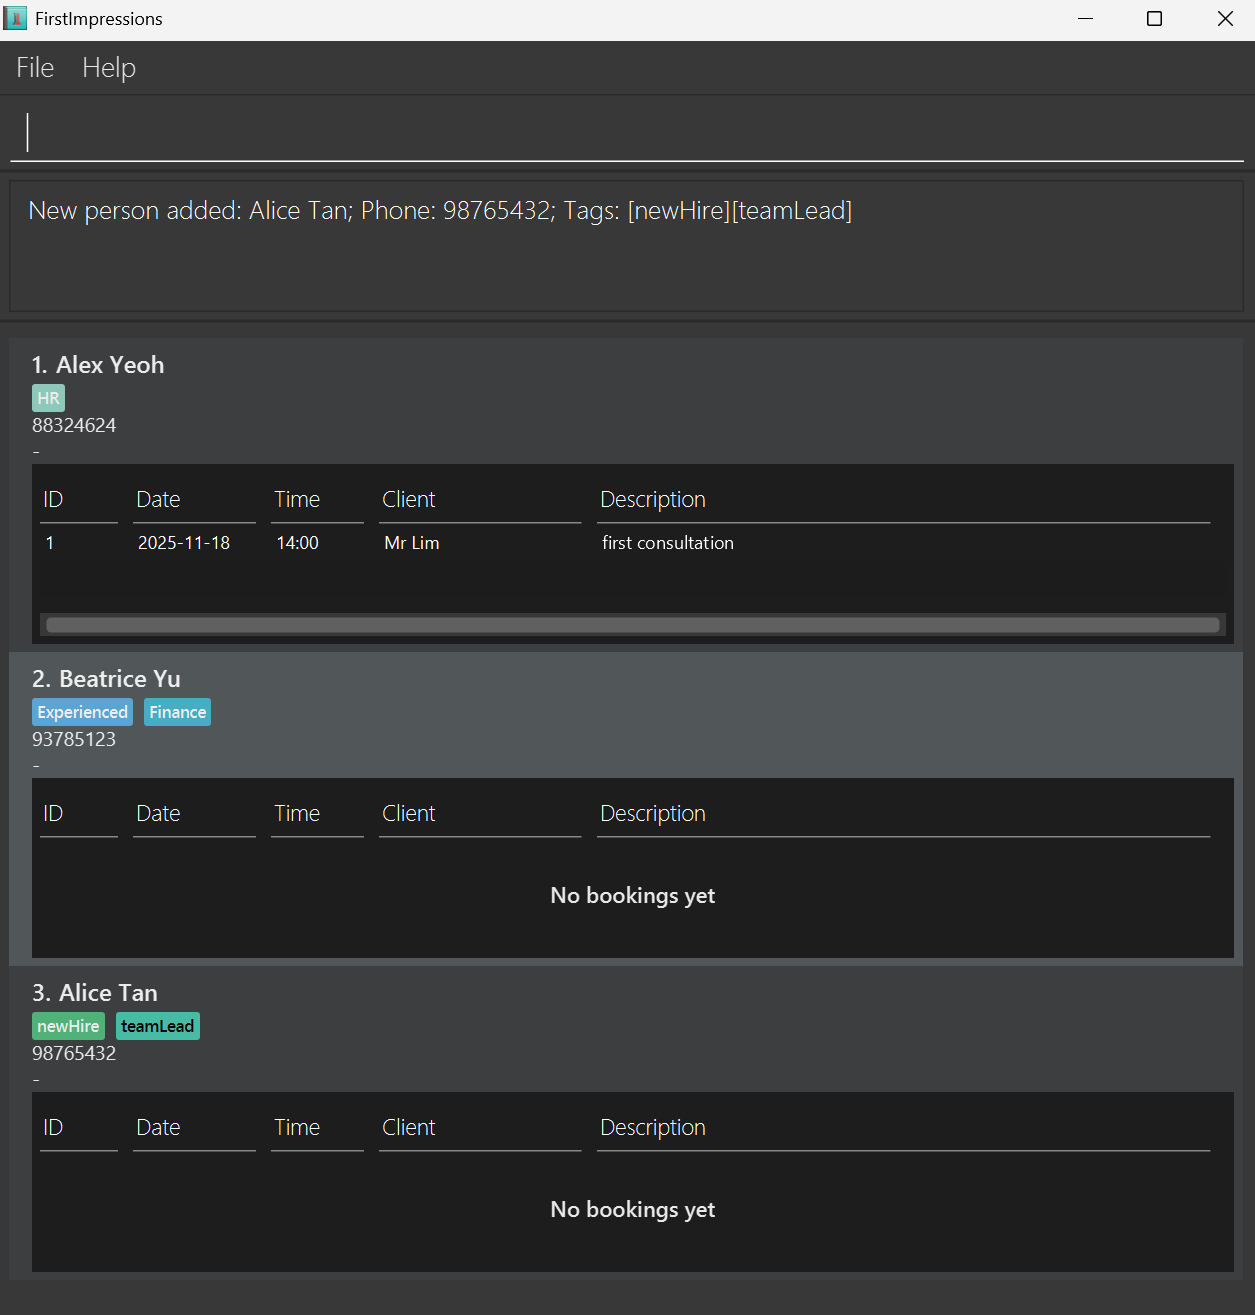 FirstImpressions
File Help
New person added: Alice Tan; Phone: 98765432; Tags: [newHire][teamLead]
1. Alex Yeoh
HR
88324624
-
ID Date Time Client Description
1 2025-11-18 14:00 Mr Lim first consultation
2. Beatrice Yu
Experienced Finance
93785123
-
ID Date Time Client Description
No bookings yet
3. Alice Tan
newHire teamLead
98765432
-
ID Date Time Client Description
No bookings yet